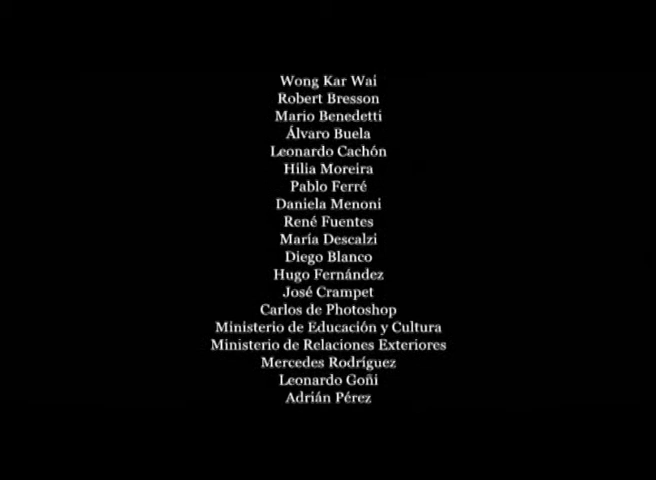 Wong Kar Wai
Robert Bresson
Mario Benedetti
Álvaro Buela
Leonardo Cachón
Hilia Moreira
Pablo Ferré
Daniela Menoni
René Fuentes
María Descalzi
Diego Blanco
Hugo Fernández
José Crampet
Carlos de Photoshop
Ministerio de Educación y Cultura
Ministerio de Relaciones Exteriores
Mercedes Rodríguez
Leonardo Goñi
Adrián Pérez